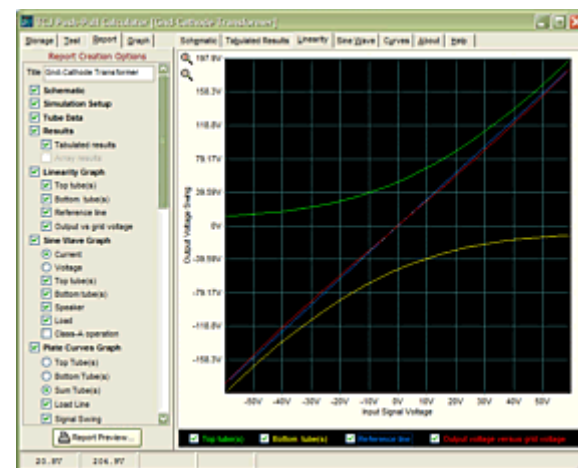 TCJ Push-Pull Calculator [Gnd-Cathode-Transformer]
Storage Test Report Graph
Schematic Tabulated Results Linearity Sine Wave Curves About Help
Report Creation Options
Title Gnd-Cathode Transformer
Schematic
Simulation Setup
Tube Data
Results
Tabulated results
Array results
Linearity Graph
Top tube(s)
Bottom tube(s)
Reference line
Output vs grid voltage
Sine Wave Graph
Current
Voltage
Top tube(s)
Bottom tube(s)
Speaker
Load
Class-A operation
Plate Curves Graph
Top Tube(s)
Bottom Tube(s)
Sum Tube(s)
Load Line
Signal Swing
Report Preview...
Output Voltage Swing
197.9V
158.3V
118.8V
79.17V
39.59V
0V
-39.59V
-79.17V
-118.8V
-158.3V
-50V -40V -30V -20V -10V 0V 10V 20V 30V 40V 50V
Input Signal Voltage
Top tube(s) Bottom tube(s) Reference line Output voltage versus grid voltage
23.8V 206.9V